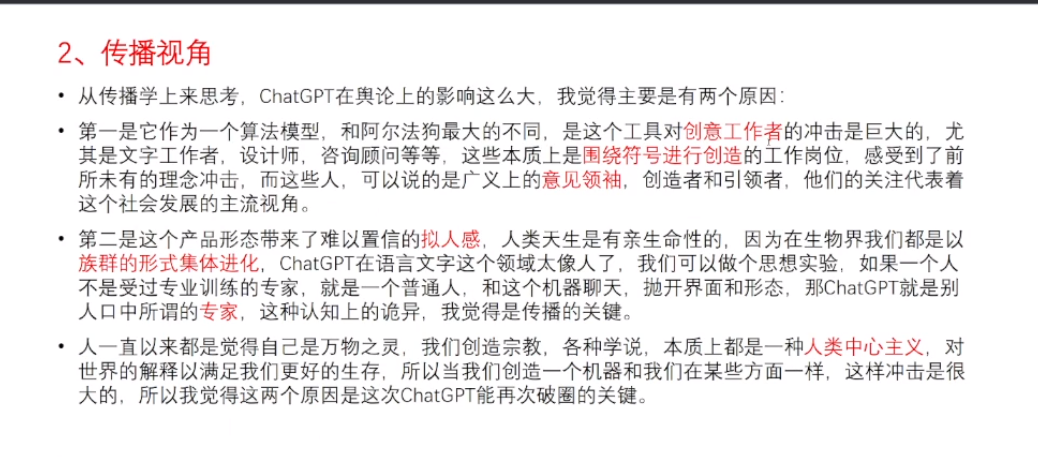 2、传播视角
• 从传播学上来思考，ChatGPT在舆论上的影响这么大，我觉得主要是有两个原因：
• 第一是它作为一个算法模型，和阿尔法狗最大的不同，是这个工具对创意工作者的冲击是巨大的，尤
其是文字工作者，设计师，咨询顾问等等，这些本质上是围绕符号进行创造的工作岗位，感受到了前
所未有的理念冲击，而这些人，可以说的是广义上的意见领袖，创造者和引领者，他们的关注代表着
这个社会发展的主流视角。
• 第二是这个产品形态带来了难以置信的拟人感，人类天生是有亲生命性的，因为在生物界我们都是以
族群的形式集体进化，ChatGPT在语言文字这个领域太像人了，我们可以做个思想实验，如果一个人
不是受过专业训练的专家，就是一个普通人，和这个机器聊天，抛开界面和形态，那ChatGPT就是别
人口中所谓的专家，这种认知上的诡异，我觉得是传播的关键。
• 人一直以来都是觉得自己是万物之灵，我们创造宗教，各种学说，本质上都是一种人类中心主义，对
世界的解释以满足我们更好的生存，所以当我们创造一个机器和我们在某些方面一样，这样冲击是很
大的，所以我觉得这两个原因是这次ChatGPT能再次破圈的关键。